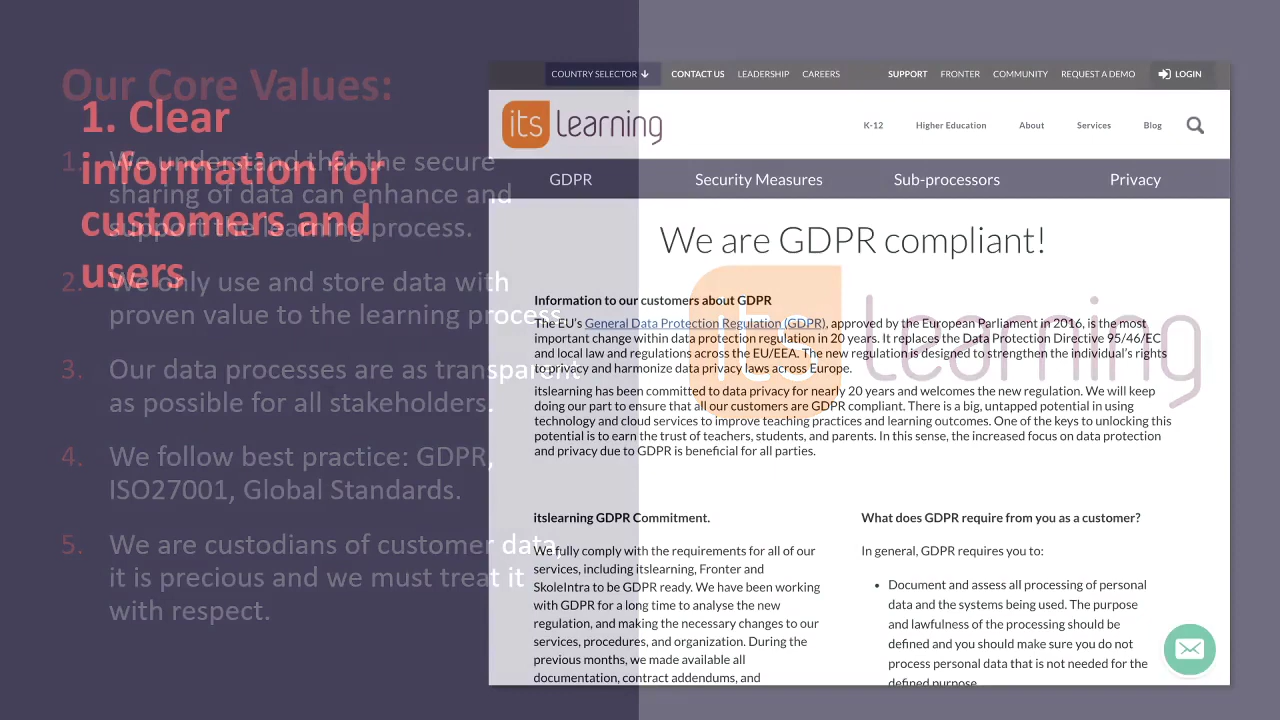 Our Core Values:
1. We understand that the secure
sharing of data can enhance and
support the learning process.
2. We only use and store data with
proven value to the learning process.
3. Our data processes are as transparent
as possible for all stakeholders.
4. We follow best practice: GDPR,
ISO27001, Global Standards.
5. We are custodians of customer data,
it is precious and we must treat it
with respect.
1. Clear
information for
customers and
users
COUNTRY SELECTOR CONTACT US LEADERSHIP CAREERS SUPPORT FRONTER COMMUNITY REQUEST A DEMO LOGIN
its learning K-12 Higher Education About Services Blog
GDPR Security Measures Sub-processors Privacy
We are GDPR compliant!
its learning
Information to our customers about GDPR
The EU's General Data Protection Regulation (GDPR), approved by the European Parliament in 2016, is the most
important change within data protection regulation in 20 years. It replaces the Data Protection Directive 95/46/EC
and local law and regulations across the EU/EEA. The new regulation is designed to strengthen the individual's rights
to privacy and harmonize data privacy laws across Europe.
itslearning has been committed to data privacy for nearly 20 years and welcomes the new regulation. We will keep
doing our part to ensure that all our customers are GDPR compliant. There is a big, untapped potential in using
technology and cloud services to improve teaching practices and learning outcomes. One of the keys to unlocking this
potential is to earn the trust of teachers, students, and parents. In this sense, the increased focus on data protection
and privacy due to GDPR is beneficial for all parties.
itslearning GDPR Commitment.
We fully comply with the requirements for all of our
services, including itslearning, Fronter and
SkoleIntra to be GDPR ready. We have been working
with GDPR for a long time to analyse the new
regulation, and making the necessary changes to our
services, procedures, and organization. During the
previous months, we made available all
documentation, contract addendums, and
What does GDPR require from you as a customer?
In general, GDPR requires you to:
• Document and assess all processing of personal
data and the systems being used. The purpose
and lawfulness of the processing should be
defined and you should make sure you do not
process personal data that is not needed for the
defined purpose